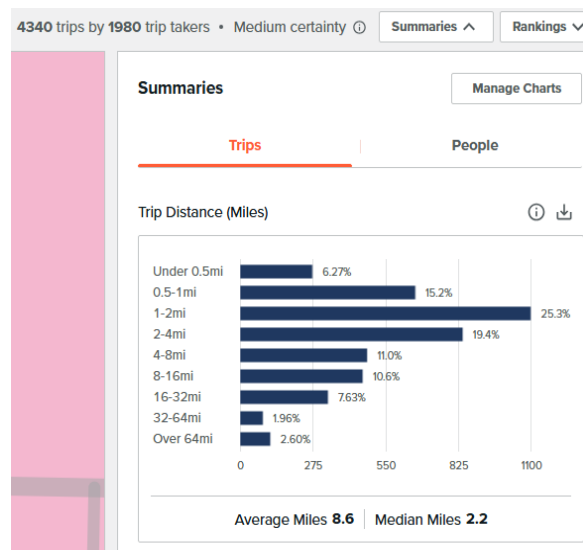 4340 trips by 1980 trip takers • Medium certainty
Summaries
Rankings
Summaries
Manage Charts
Trips
People
Trip Distance (Miles)
Under 0.5mi 6.27%
0.5-1mi 15.2%
1-2mi 25.3%
2-4mi 19.4%
4-8mi 11.0%
8-16mi 10.6%
16-32mi 7.63%
32-64mi 1.96%
Over 64mi 2.60%
0 275 550 825 1100
Average Miles 8.6 | Median Miles 2.2